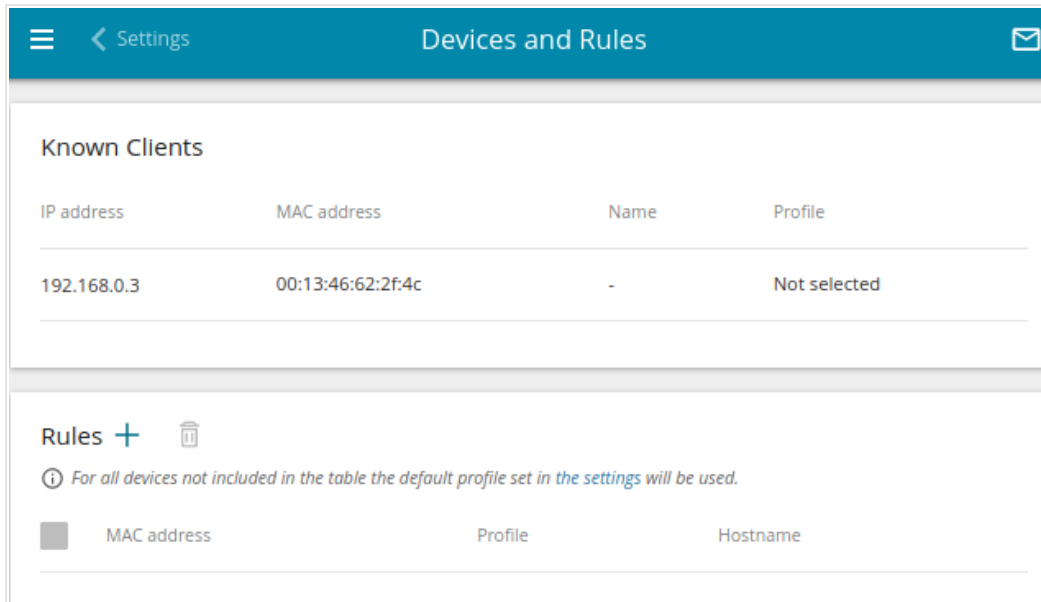 Settings Devices and Rules
Known Clients
IP address MAC address Name Profile
192.168.0.3 00:13:46:62:2f:4c - Not selected
Rules
For all devices not included in the table the default profile set in the settings will be used.
MAC address Profile Hostname